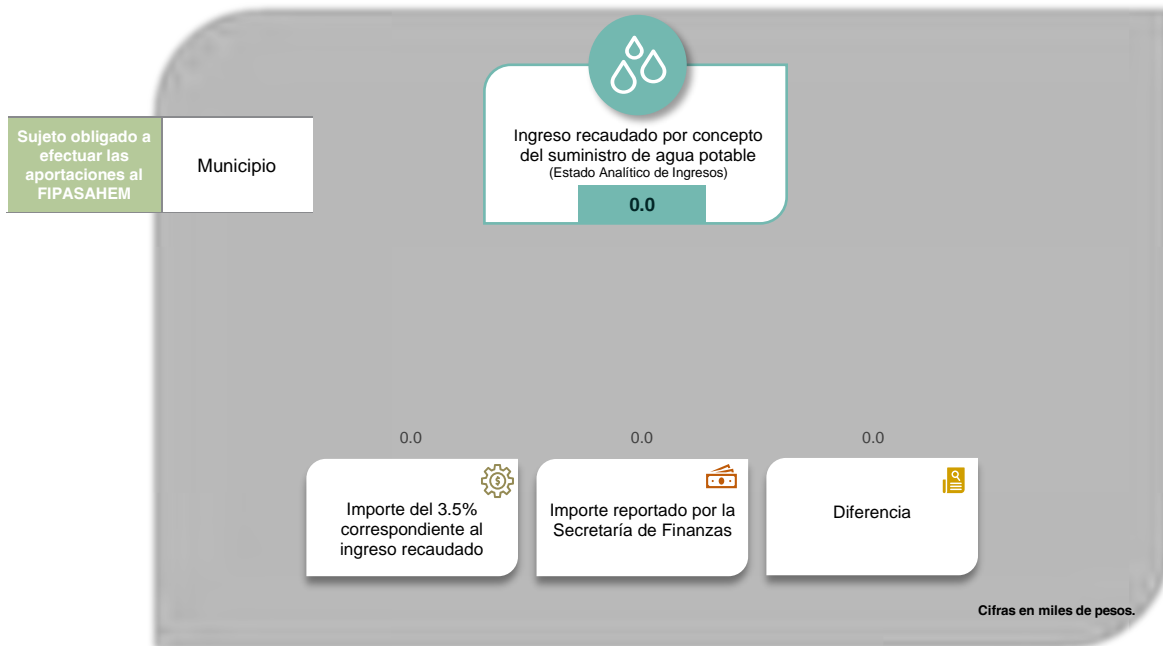 Sujeto obligado a
efectuar las
aportaciones al
FIPASAHEM
Municipio
Ingreso recaudado por concepto
del suministro de agua potable
(Estado Analítico de Ingresos)
0.0
0.0
0.0
0.0
Importe del 3.5%
correspondiente al
ingreso recaudado
Importe reportado por la
Secretaría de Finanzas
Diferencia
Cifras en miles de pesos.